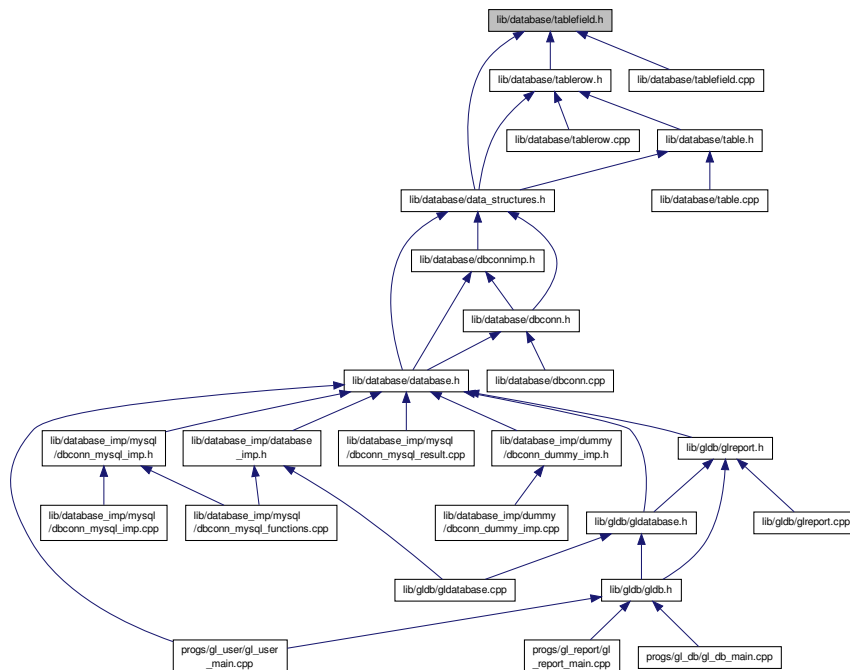 lib/database/tablefield.h
lib/database/tablerow.h
lib/database/tablefield.cpp
lib/database/tablerow.cpp
lib/database/table.h
lib/database/data_structures.h
lib/database/table.cpp
lib/database/dbconnimp.h
lib/database/dbconn.h
lib/database/database.h
lib/database/dbconn.cpp
lib/database_imp/mysql
/dbconn_mysql_imp.h
lib/database_imp/database
_imp.h
lib/database_imp/mysql
/dbconn_mysql_result.cpp
lib/database_imp/dummy
/dbconn_dummy_imp.h
lib/gldb/glreport.h
lib/database_imp/mysql
/dbconn_mysql_imp.cpp
lib/database_imp/mysql
/dbconn_mysql_functions.cpp
lib/database_imp/dummy
/dbconn_dummy_imp.cpp
lib/gldb/gldatabase.h
lib/gldb/glreport.cpp
lib/gldb/gldatabase.cpp
lib/gldb/gldb.h
progs/gl_user/gl_user
_main.cpp
progs/gl_report/gl
_report_main.cpp
progs/gl_db/gl_db_main.cpp